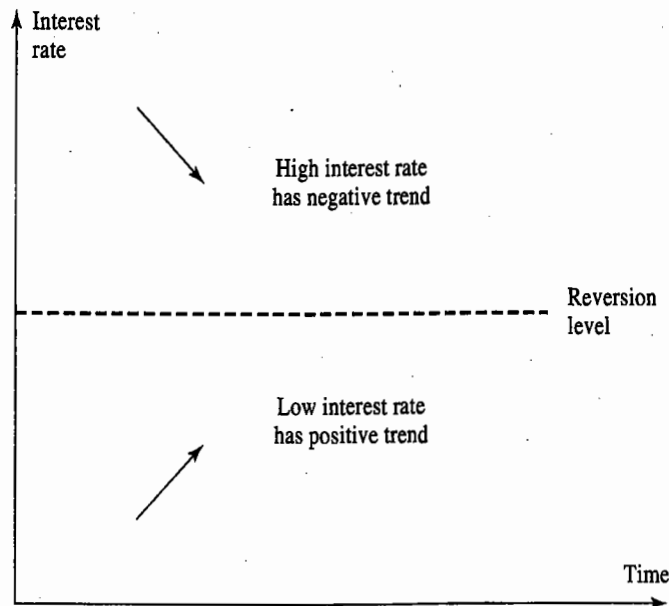 Interest
rate
High interest rate
has negative trend
Reversion
level
Low interest rate
has positive trend
Time